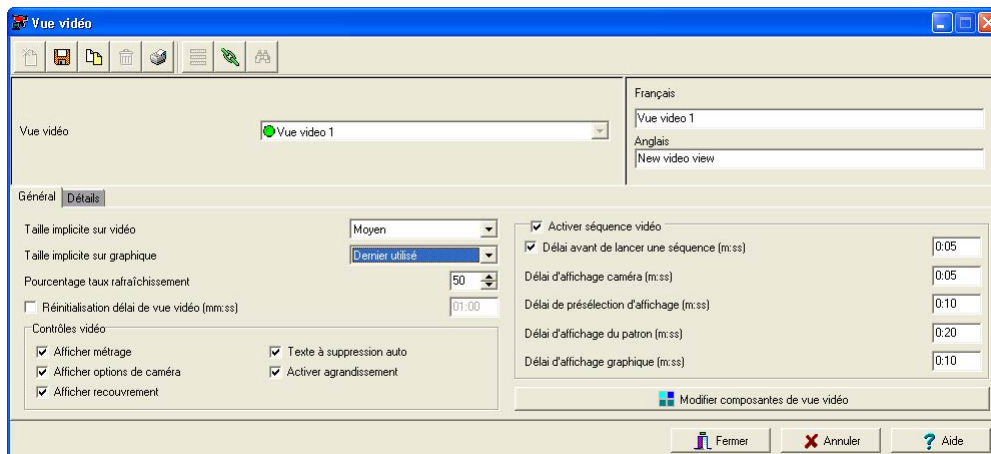 Vue vidéo
Vue vidéo
Vue video 1
Français
Vue video 1
Anglais
New video view
Général
Détails
Taille implicite sur vidéo
Moyen
Taille implicite sur graphique
Dernier utilisé
Pourcentage taux rafraîchissement
50
Réinitialisation délai de vue vidéo (mm:ss)
01:00
Contrôles vidéo
Afficher métrage
Texte à suppression auto
Afficher options de caméra
Activer agrandissement
Afficher recouvrement
Activer séquence vidéo
Délai avant de lancer une séquence (m:ss)
0:05
Délai d'affichage caméra (m:ss)
0:05
Délai de présélection d'affichage (m:ss)
0:10
Délai d'affichage du patron (m:ss)
0:20
Délai d'affichage graphique (m:ss)
0:10
Modifier composantes de vue vidéo
Fermer
Annuler
? Aide